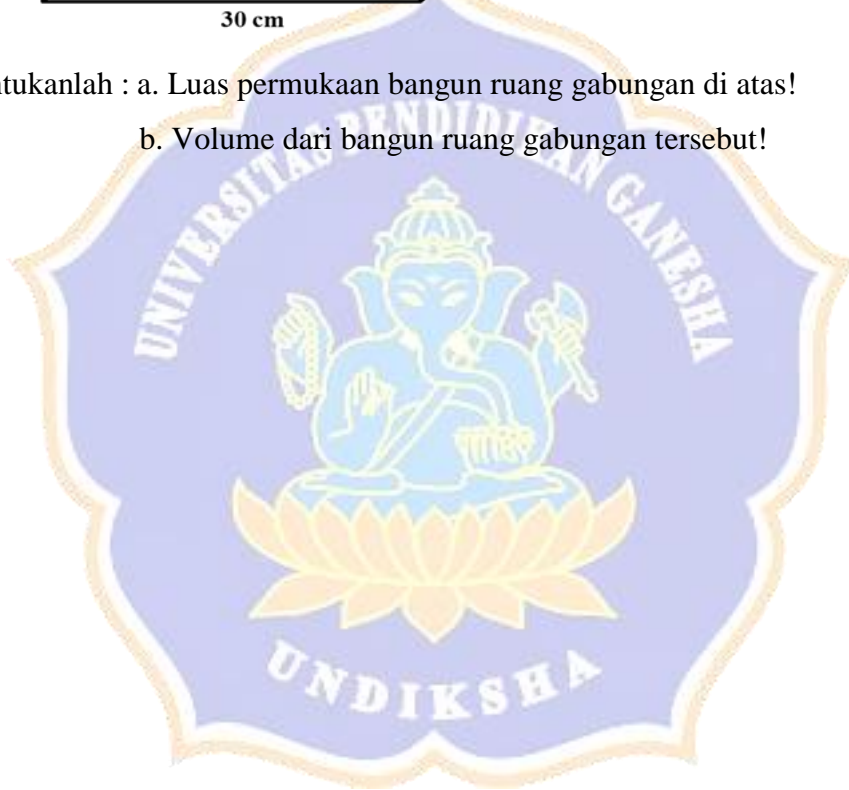 30 cm
ntukanlah : a. Luas permukaan bangun ruang gabungan di atas!
b. Volume dari bangun ruang gabungan tersebut!
UNIVERSITAS PENDIDIKAN GANESHA
UNDIKSHA